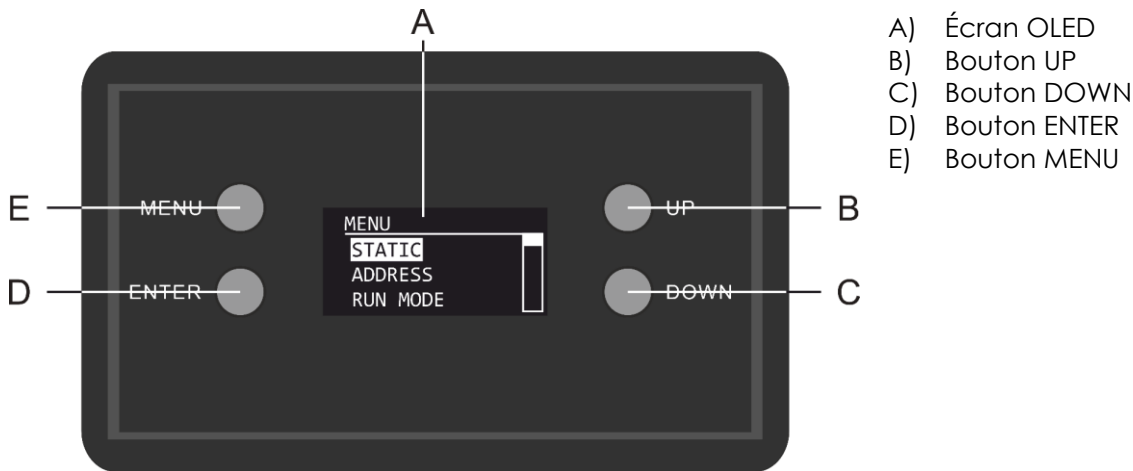 A
A) Écran OLED
B) Bouton UP
C) Bouton DOWN
D) Bouton ENTER
E) Bouton MENU
E
MENU
UP
B
MENU
STATIC
ADDRESS
RUN MODE
D
ENTER
DOWN
C